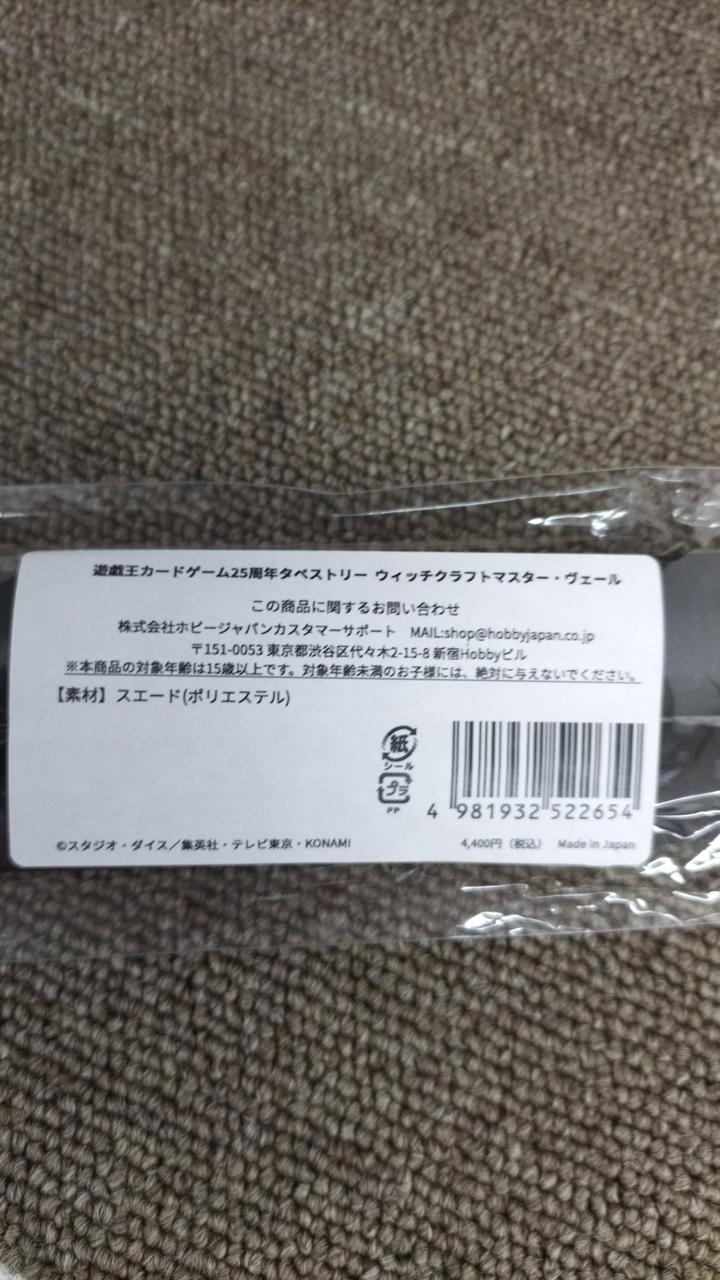 遊戯王カードゲーム25周年タペストリー ウィッチクラフトマスター・ヴェール
この商品に関するお問い合わせ
株式会社ホビージャパンカスタマーサポート MAIL:shop@hobbyjapan.co.jp
〒151-0053 東京都渋谷区代々木2-15-8 新宿Hobbyビル
※本商品の対象年齢は15歳以上です。対象年齢未満のお子様には、絶対に与えないでください。
【素材】スエード(ポリエステル)
紙
シール
プラ
PP
4 981932 522654
©スタジオ・ダイス／集英社・テレビ東京・KONAMI 4,400円（税込） Made in Japan